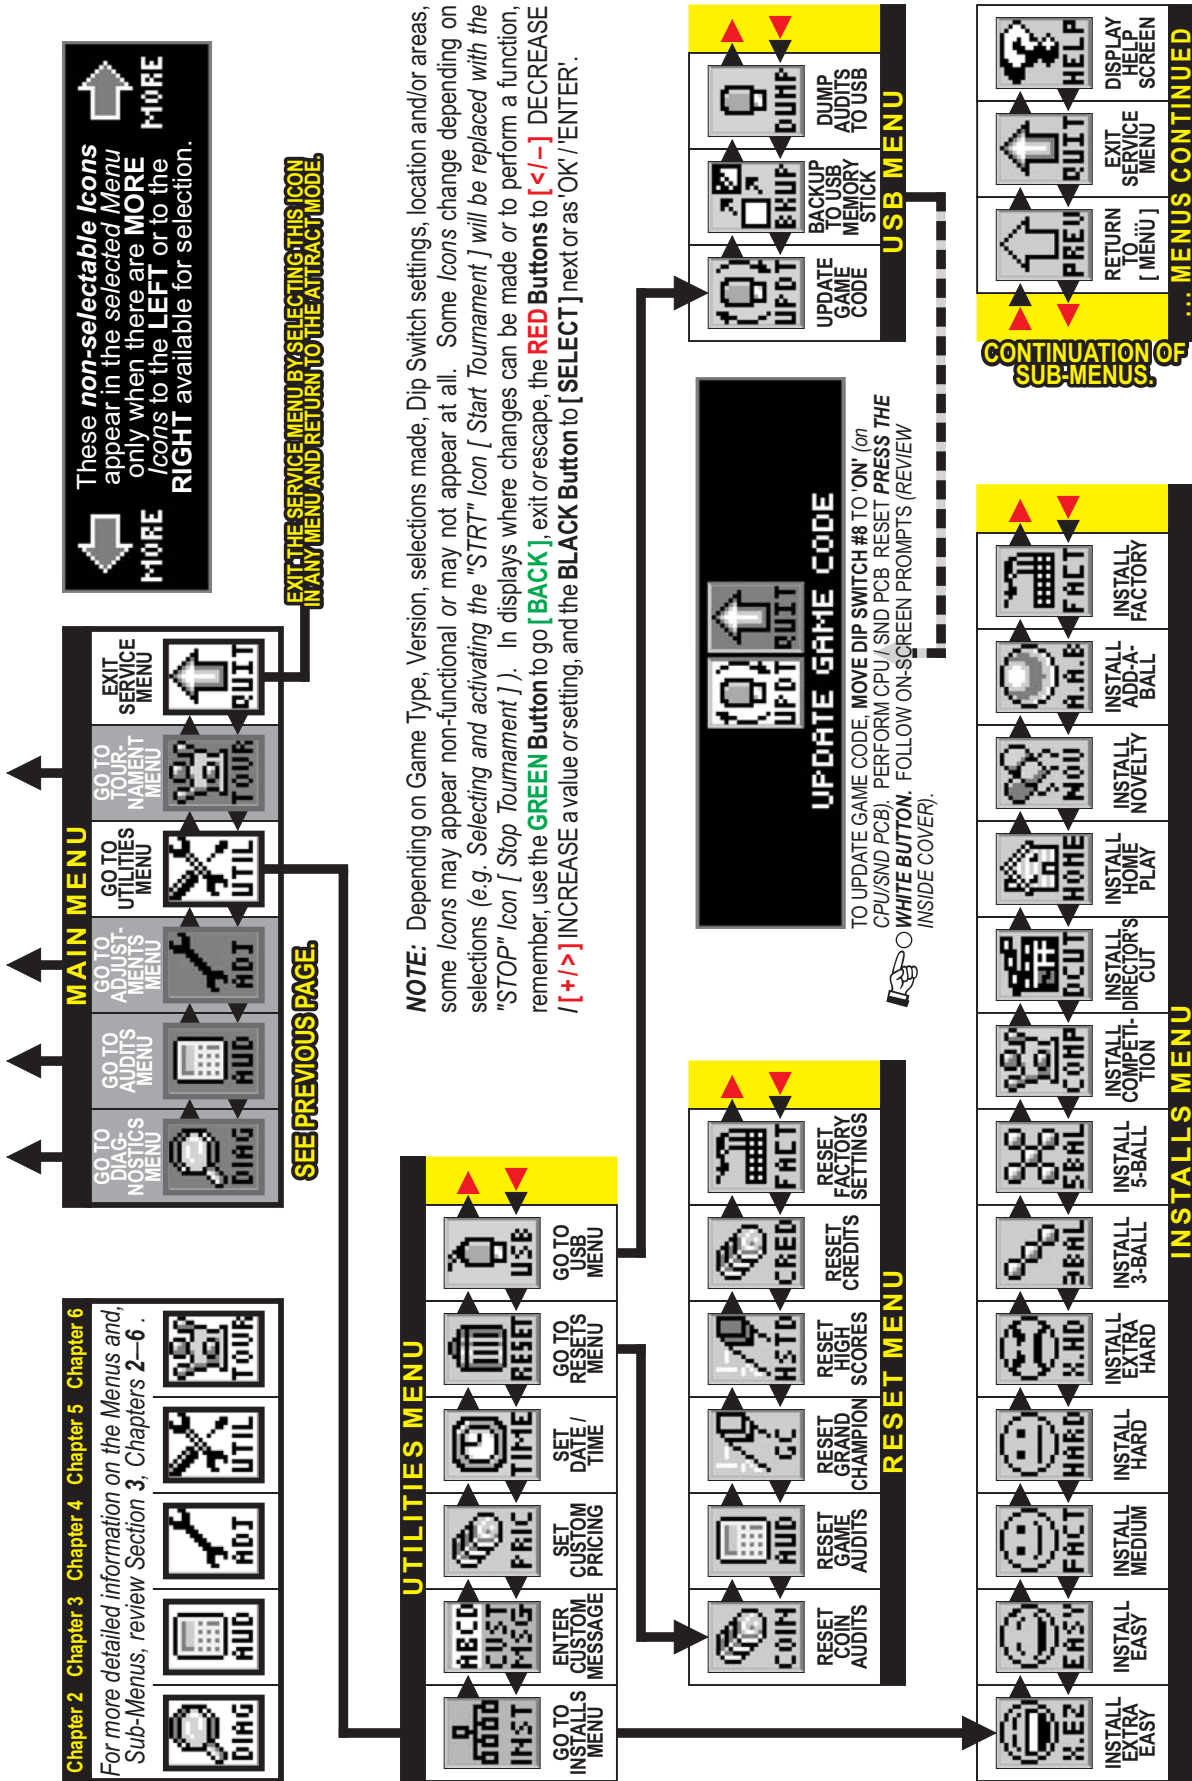 Chapter 2 Chapter 3 Chapter 4 Chapter 5 Chapter 6
For more detailed information on the Menus and,
Sub-Menus, review Section 3, Chapters 2—6 .
DIAG
AUD
ADJ
UTIL
TOUR
MAIN MENU
GO TO
DIAG-
NOSTICS
MENU
GO TO
AUDITS
MENU
GO TO
ADJUST-
MENTS
MENU
GO TO
UTILITIES
MENU
GO TO
TOUR-
NAMENT
MENU
EXIT
SERVICE
MENU
DIAG
AUD
ADJ
UTIL
TOUR
QUIT
SEE PREVIOUS PAGE.
MORE
These non-selectable Icons
appear in the selected Menu
only when there are MORE
Icons to the LEFT or to the
RIGHT available for selection.
MORE
EXIT THE SERVICE MENU BY SELECTING THIS ICON
IN ANY MENU AND RETURN TO THE ATTRACT MODE.
NOTE: Depending on Game Type, Version, selections made, Dip Switch settings, location and/or areas,
some Icons may appear non-functional or may not appear at all. Some Icons change depending on
selections (e.g. Selecting and activating the "STRT" Icon [ Start Tournament ] will be replaced with the
"STOP" Icon [ Stop Tournament ] ). In displays where changes can be made or to perform a function,
remember, use the GREEN Button to go [ BACK ], exit or escape, the RED Buttons to [ < / – ] DECREASE
/ [ + / > ] INCREASE a value or setting, and the BLACK Button to [ SELECT ] next or as 'OK' / 'ENTER'.
UTILITIES MENU
INST
ABCD
CUST
MSG
PRIC
TIME
RESET
USB
GO TO
INSTALLS
MENU
ENTER
CUSTOM
MESSAGE
SET
CUSTOM
PRICING
SET
DATE /
TIME
GO TO
RESETS
MENU
GO TO
USB
MENU
UPDT
BKUP
DUMP
UPDATE
GAME
CODE
BACKUP
TO USB
MEMORY
STICK
DUMP
AUDITS
TO USB
USB MENU
COIN
AUD
GC
HSTD
CRED
FACT
RESET
COIN
AUDITS
RESET
GAME
AUDITS
RESET
GRAND
CHAMPION
RESET
HIGH
SCORES
RESET
CREDITS
RESET
FACTORY
SETTINGS
RESET MENU
UPDT
QUIT
UPDATE GAME CODE
TO UPDATE GAME CODE, MOVE DIP SWITCH #8 TO 'ON' (on
CPU/SND PCB). PERFORM CPU / SND PCB RESET PRESS THE
WHITE BUTTON. FOLLOW ON-SCREEN PROMPTS (REVIEW
INSIDE COVER).
X.EZ
EASY
FACT
HARD
X.HD
3BAL
5BAL
COMP
DCUT
HOME
NOV
A.A.B
FACT
INSTALL
EXTRA
EASY
INSTALL
EASY
INSTALL
MEDIUM
INSTALL
HARD
INSTALL
EXTRA
HARD
INSTALL
3-BALL
INSTALL
5-BALL
INSTALL
COMPETI-
TION
INSTALL
DIRECTOR'S
CUT
INSTALL
HOME
PLAY
INSTALL
NOVELTY
INSTALL
ADD-A-
BALL
INSTALL
FACTORY
INSTALLS MENU
CONTINUATION OF
SUB-MENUS.
PREV
QUIT
HELP
RETURN
TO ...
[ MENU ]
EXIT
SERVICE
MENU
DISPLAY
HELP
SCREEN
... MENUS CONTINUED